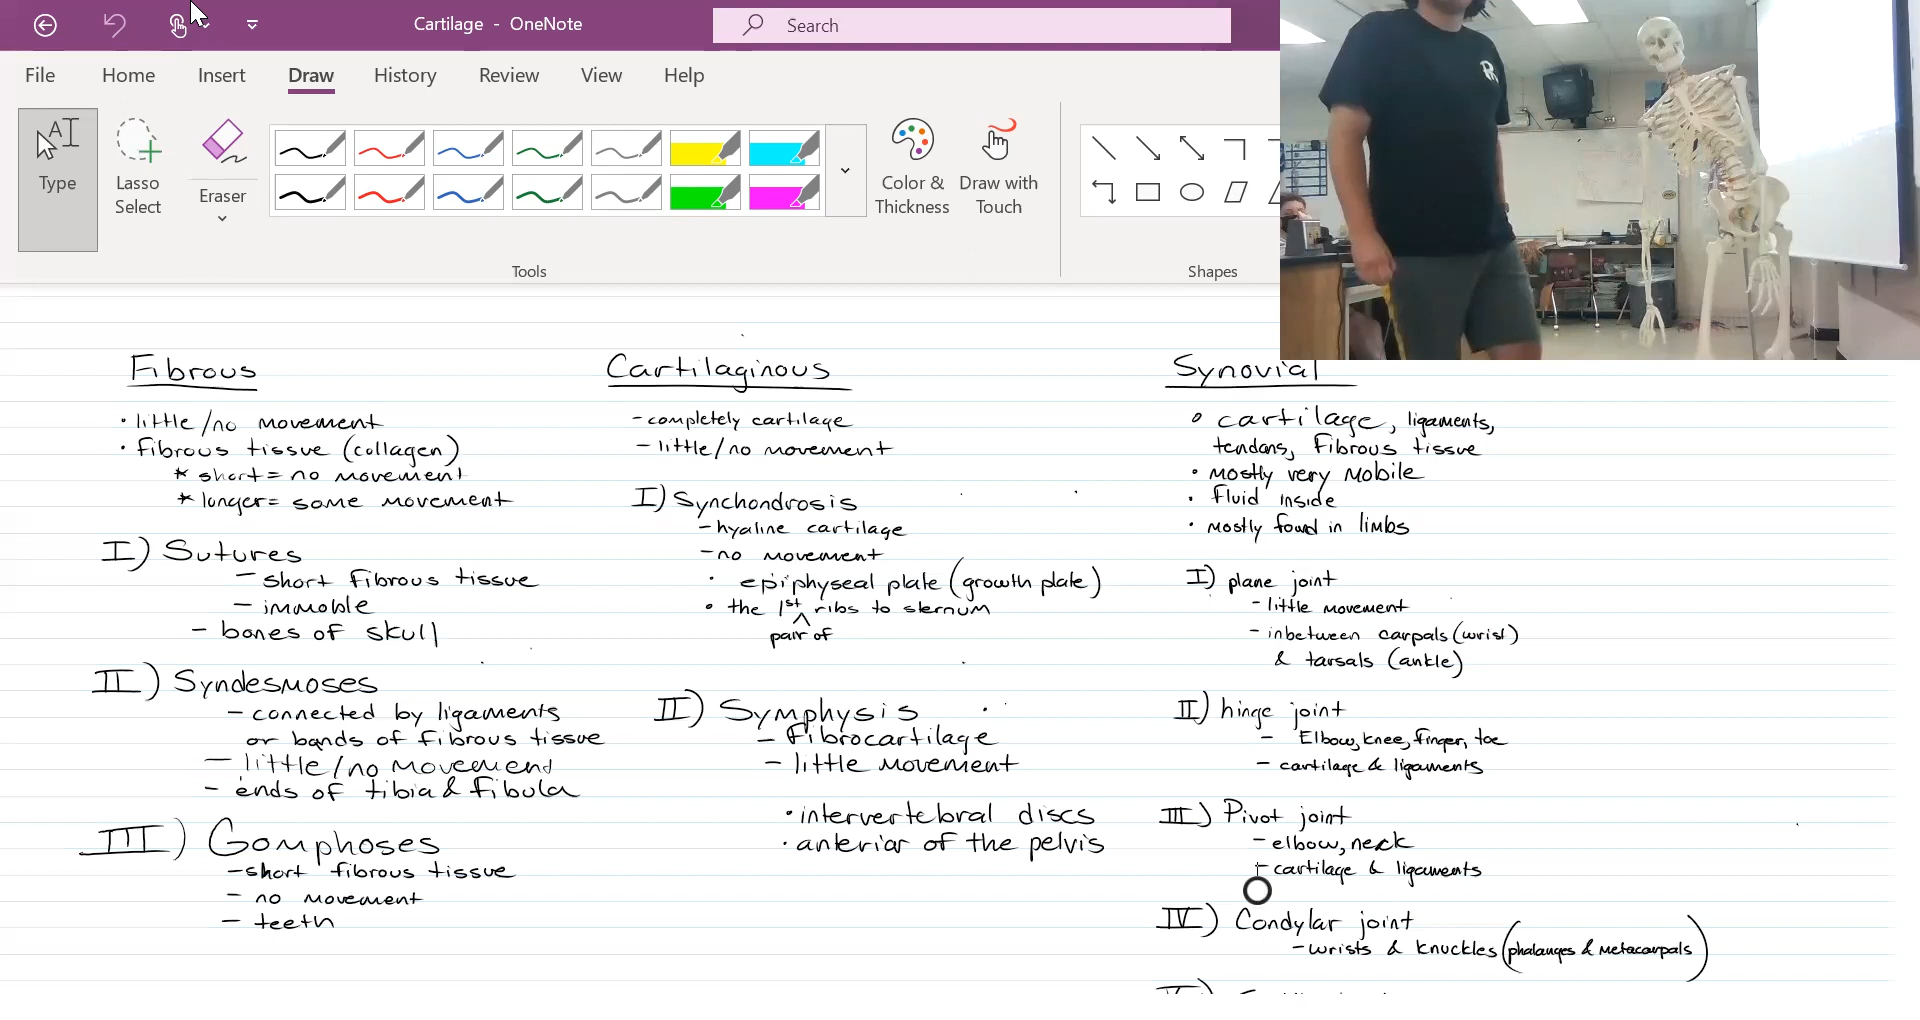 Cartilage - OneNote
Search
File Home Insert Draw History Review View Help
Type
Lasso Select
Eraser
Color & Thickness
Draw with Touch
Tools
Shapes
R
Fibrous
• little/no movement
• fibrous tissue (collagen)
* short = no movement
* longer = some movement
I) Sutures
- short fibrous tissue
- immoble
- bones of skull
II) Syndesmoses
- connected by ligaments
or bands of fibrous tissue
- little/no movement
- ends of tibia & fibula
III) Gomphoses
- short fibrous tissue
- no movement
- teeth
Cartilaginous
- completely cartilage
- little/no movement
I) Synchondrosis
- hyaline cartilage
- no movement
• epiphyseal plate (growth plate)
• the 1st ribs to sternum
^
pair of
II) Symphysis
- fibrocartilage
- little movement
• intervertebral discs
• anterior of the pelvis
Synovial
• cartilage, ligaments,
tendons, fibrous tissue
• mostly very mobile
• fluid inside
• mostly found in limbs
I) plane joint
- little movement
- inbetween carpals (wrist)
& tarsals (ankle)
II) hinge joint
- Elbow, knee, finger, toe
- cartilage & ligaments
III) Pivot joint
- elbow, neck
- cartilage & ligaments
IV) Condylar joint
- wrists & knuckles (phalanges & metacarpals)